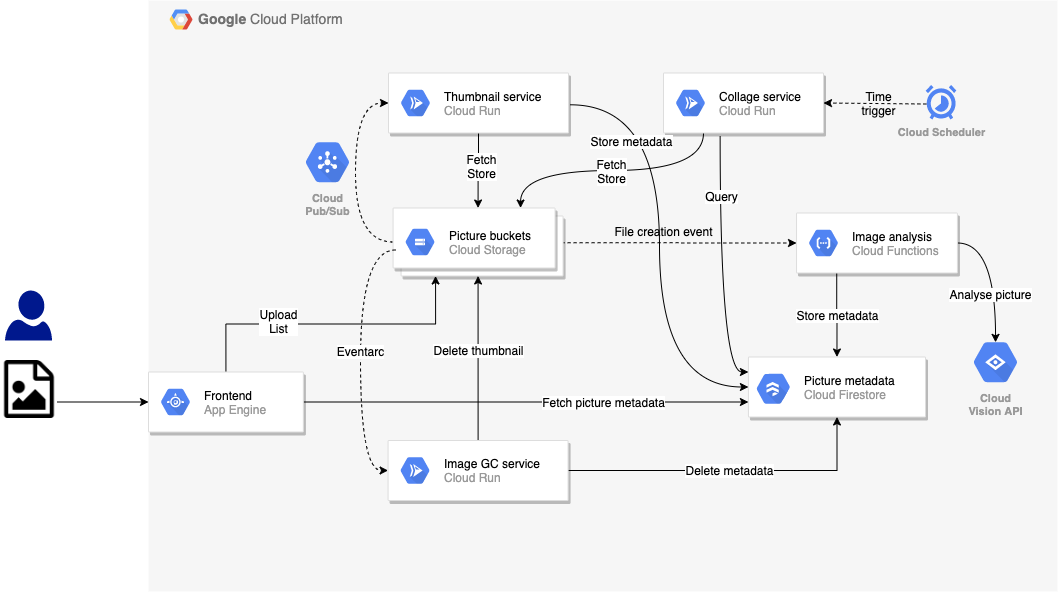 Google Cloud Platform
Thumbnail service
Cloud Run
Collage service
Cloud Run
Time
trigger
Cloud Scheduler
Store metadata
Fetch
Store
Fetch
Store
Cloud
Pub/Sub
Query
Picture buckets
Cloud Storage
File creation event
Image analysis
Cloud Functions
Analyse picture
Upload
List
Store metadata
Eventarc
Delete thumbnail
Frontend
App Engine
Fetch picture metadata
Picture metadata
Cloud Firestore
Cloud
Vision API
Image GC service
Cloud Run
Delete metadata